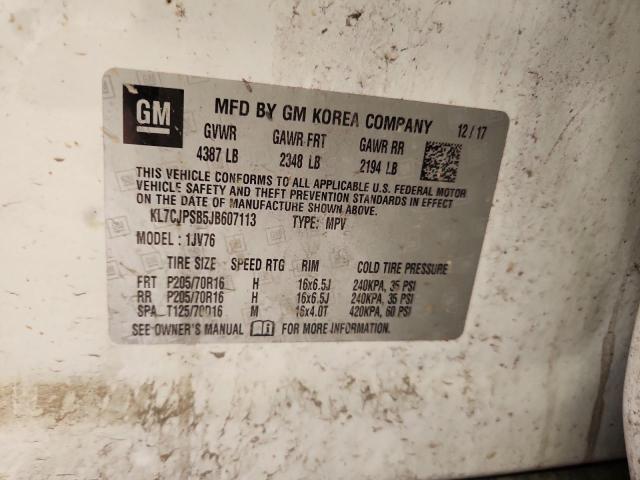 GM MFD BY GM KOREA COMPANY 12/17
GVWR GAWR FRT GAWR RR
4387 LB 2348 LB 2194 LB
THIS VEHICLE CONFORMS TO ALL APPLICABLE U.S. FEDERAL MOTOR
VEHICLE SAFETY AND THEFT PREVENTION STANDARDS IN EFFECT
ON THE DATE OF MANUFACTURE SHOWN ABOVE.
KL7CJPSB5JB607113 TYPE: MPV
MODEL : 1JV76
TIRE SIZE SPEED RTG RIM COLD TIRE PRESSURE
FRT P205/70R16 H 16x6.5J 240KPA, 35 PSI
RR P205/70R16 H 16x6.5J 240KPA, 35 PSI
SPA T125/70D16 M 16x4.0T 420KPA, 60 PSI
SEE OWNER'S MANUAL FOR MORE INFORMATION.